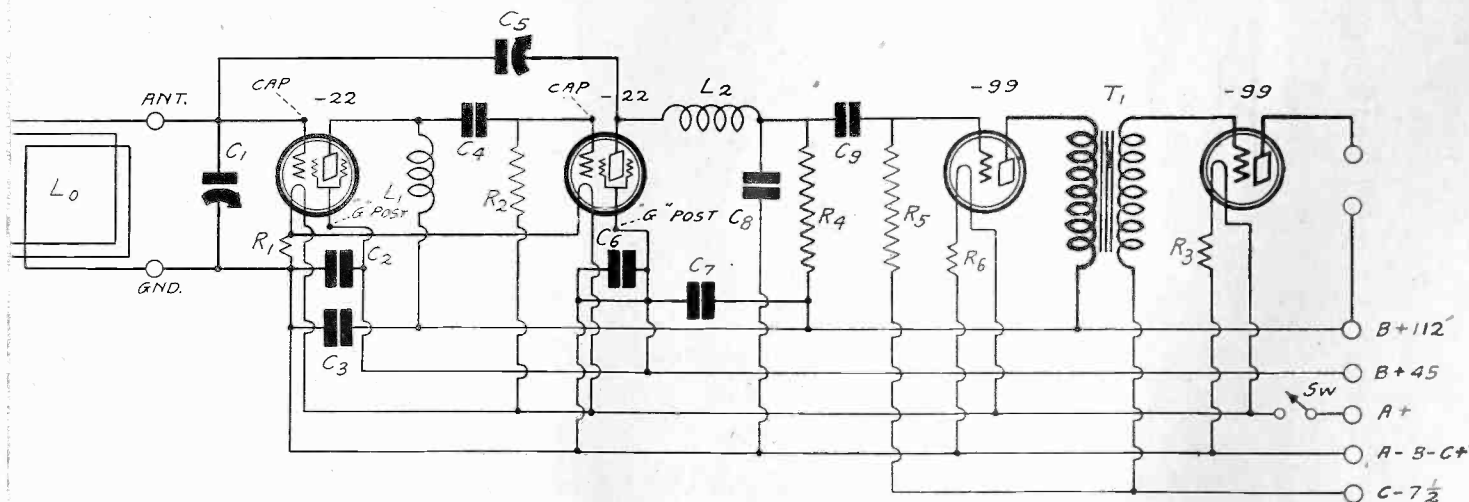 C5
CAP
-22
CAP
-22
L2
-99
T1
-99
ANT.
C1
C4
C9
L0
L1
"G" POST
R2
"G" POST
C8
R4
R5
R1
C2
C6
R6
R3
GND.
C7
C3
B+112
B+45
SW
A+
A-B-C+
C-7½